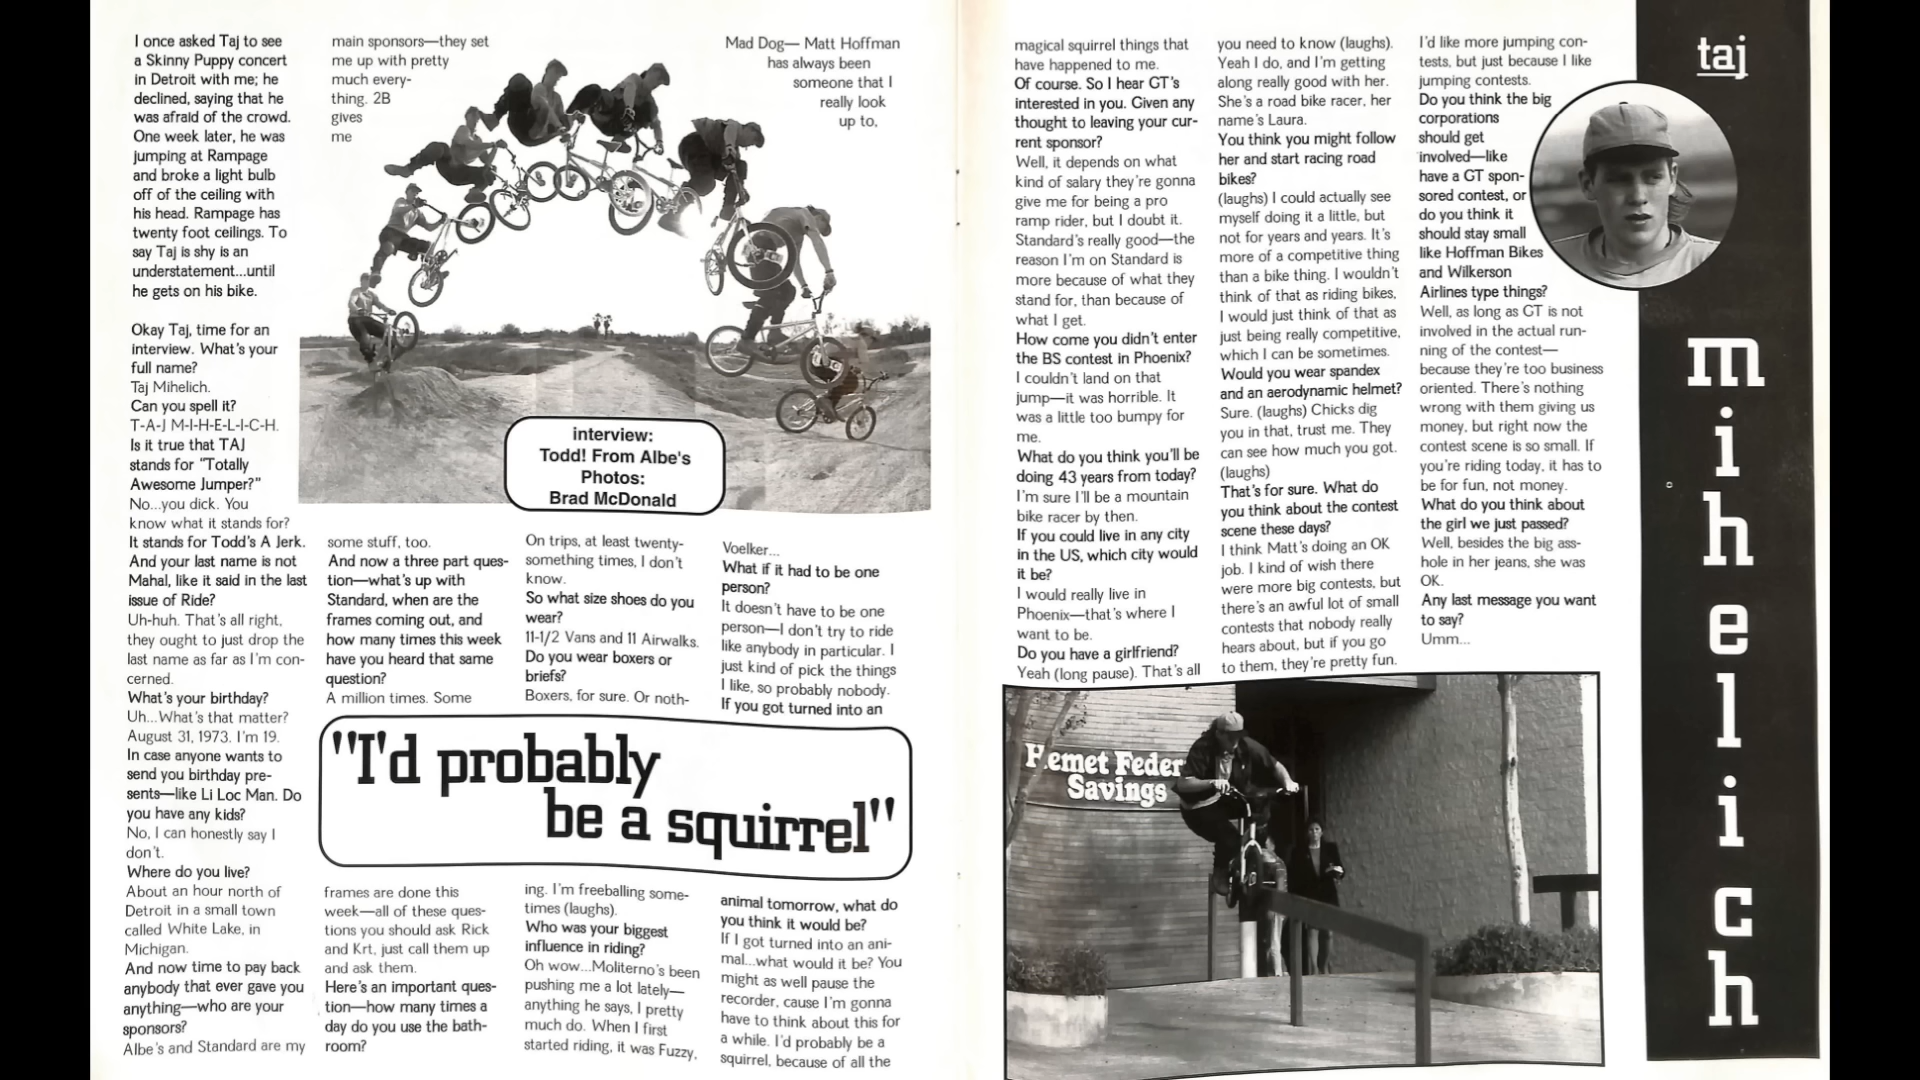 I once asked Taj to see
a Skinny Puppy concert
in Detroit with me; he
declined, saying that he
was afraid of the crowd.
One week later, he was
jumping at Rampage
and broke a light bulb
off of the ceiling with
his head. Rampage has
twenty foot ceilings. To
say Taj is shy is an
understatement...until
he gets on his bike.
Okay Taj, time for an
interview. What's your
full name?
Taj Mihelich.
Can you spell it?
T-A-J M-I-H-E-L-I-C-H.
Is it true that TAJ
stands for "Totally
Awesome Jumper?"
No...you dick. You
know what it stands for?
It stands for Todd's A Jerk.
And your last name is not
Mahal, like it said in the last
issue of Ride?
Uh-huh. That's all right,
they ought to just drop the
last name as far as I'm con-
cerned.
What's your birthday?
Uh...What's that matter?
August 31, 1973. I'm 19.
In case anyone wants to
send you birthday pre-
sents—like Li Loc Man. Do
you have any kids?
No, I can honestly say I
don't.
Where do you live?
About an hour north of
Detroit in a small town
called White Lake, in
Michigan.
And now time to pay back
anybody that ever gave you
anything—who are your
sponsors?
Albe's and Standard are my
main sponsors—they set
me up with pretty
much every-
thing. 2B
gives
me
some stuff, too.
And now a three part ques-
tion—what's up with
Standard, when are the
frames coming out, and
how many times this week
have you heard that same
question?
A million times. Some
frames are done this
week—all of these ques-
tions you should ask Rick
and Krt, just call them up
and ask them.
Here's an important ques-
tion—how many times a
day do you use the bath-
room?
On trips, at least twenty-
something times, I don't
know.
So what size shoes do you
wear?
11-1/2 Vans and 11 Airwalks.
Do you wear boxers or
briefs?
Boxers, for sure. Or noth-
ing. I'm freeballing some-
times (laughs).
Who was your biggest
influence in riding?
Oh wow...Moliterno's been
pushing me a lot lately—
anything he says, I pretty
much do. When I first
started riding, it was Fuzzy,
Mad Dog— Matt Hoffman
has always been
someone that I
really look
up to,
Voelker...
What if it had to be one
person?
It doesn't have to be one
person—I don't try to ride
like anybody in particular. I
just kind of pick the things
I like, so probably nobody.
If you got turned into an
animal tomorrow, what do
you think it would be?
If I got turned into an ani-
mal...what would it be? You
might as well pause the
recorder, cause I'm gonna
have to think about this for
a while. I'd probably be a
squirrel, because of all the
interview:
Todd! From Albe's
Photos:
Brad McDonald
"I'd probably
be a squirrel"
magical squirrel things that
have happened to me.
Of course. So I hear GT's
interested in you. Given any
thought to leaving your cur-
rent sponsor?
Well, it depends on what
kind of salary they're gonna
give me for being a pro
ramp rider, but I doubt it.
Standard's really good—the
reason I'm on Standard is
more because of what they
stand for, than because of
what I get.
How come you didn't enter
the BS contest in Phoenix?
I couldn't land on that
jump—it was horrible. It
was a little too bumpy for
me.
What do you think you'll be
doing 43 years from today?
I'm sure I'll be a mountain
bike racer by then.
If you could live in any city
in the US, which city would
it be?
I would really live in
Phoenix—that's where I
want to be.
Do you have a girlfriend?
Yeah (long pause). That's all
you need to know (laughs).
Yeah I do, and I'm getting
along really good with her.
She's a road bike racer, her
name's Laura.
You think you might follow
her and start racing road
bikes?
(laughs) I could actually see
myself doing it a little, but
not for years and years. It's
more of a competitive thing
than a bike thing. I wouldn't
think of that as riding bikes,
I would just think of that as
just being really competitive,
which I can be sometimes.
Would you wear spandex
and an aerodynamic helmet?
Sure. (laughs) Chicks dig
you in that, trust me. They
can see how much you got.
(laughs)
That's for sure. What do
you think about the contest
scene these days?
I think Matt's doing an OK
job. I kind of wish there
were more big contests, but
there's an awful lot of small
contests that nobody really
hears about, but if you go
to them, they're pretty fun.
I'd like more jumping con-
tests, but just because I like
jumping contests.
Do you think the big
corporations
should get
involved—like
have a GT spon-
sored contest, or
do you think it
should stay small
like Hoffman Bikes
and Wilkerson
Airlines type things?
Well, as long as GT is not
involved in the actual run-
ning of the contest—
because they're too business
oriented. There's nothing
wrong with them giving us
money, but right now the
contest scene is so small. If
you're riding today, it has to
be for fun, not money.
What do you think about
the girl we just passed?
Well, besides the big ass-
hole in her jeans, she was
OK.
Any last message you want
to say?
Umm...
Hemet Feder
Savings
taj
mihelich